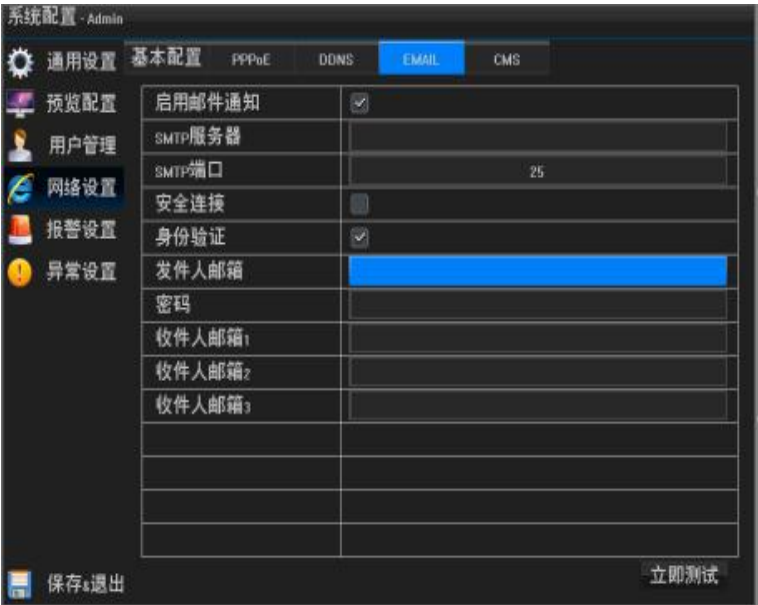 系统配置 - Admin
通用设置
预览配置
用户管理
网络设置
报警设置
异常设置
保存&退出
基本配置 PPPoE DDNS EMAIL CMS
启用邮件通知
SMTP服务器
SMTP端口 25
安全连接
身份验证
发件人邮箱
密码
收件人邮箱1
收件人邮箱2
收件人邮箱3
立即测试